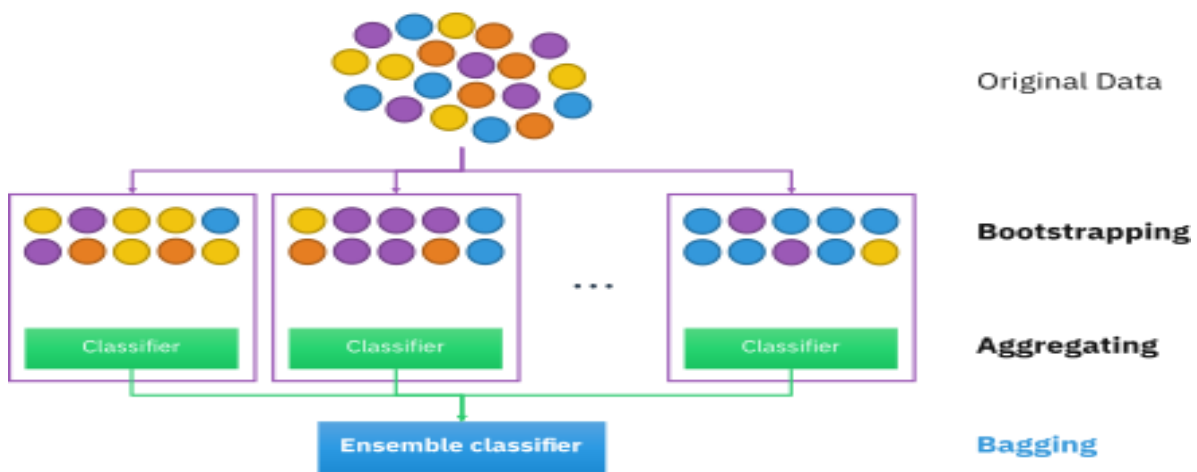 Original Data
Bootstrapping
...
Classifier
Classifier
Classifier
Aggregating
Ensemble classifier
Bagging